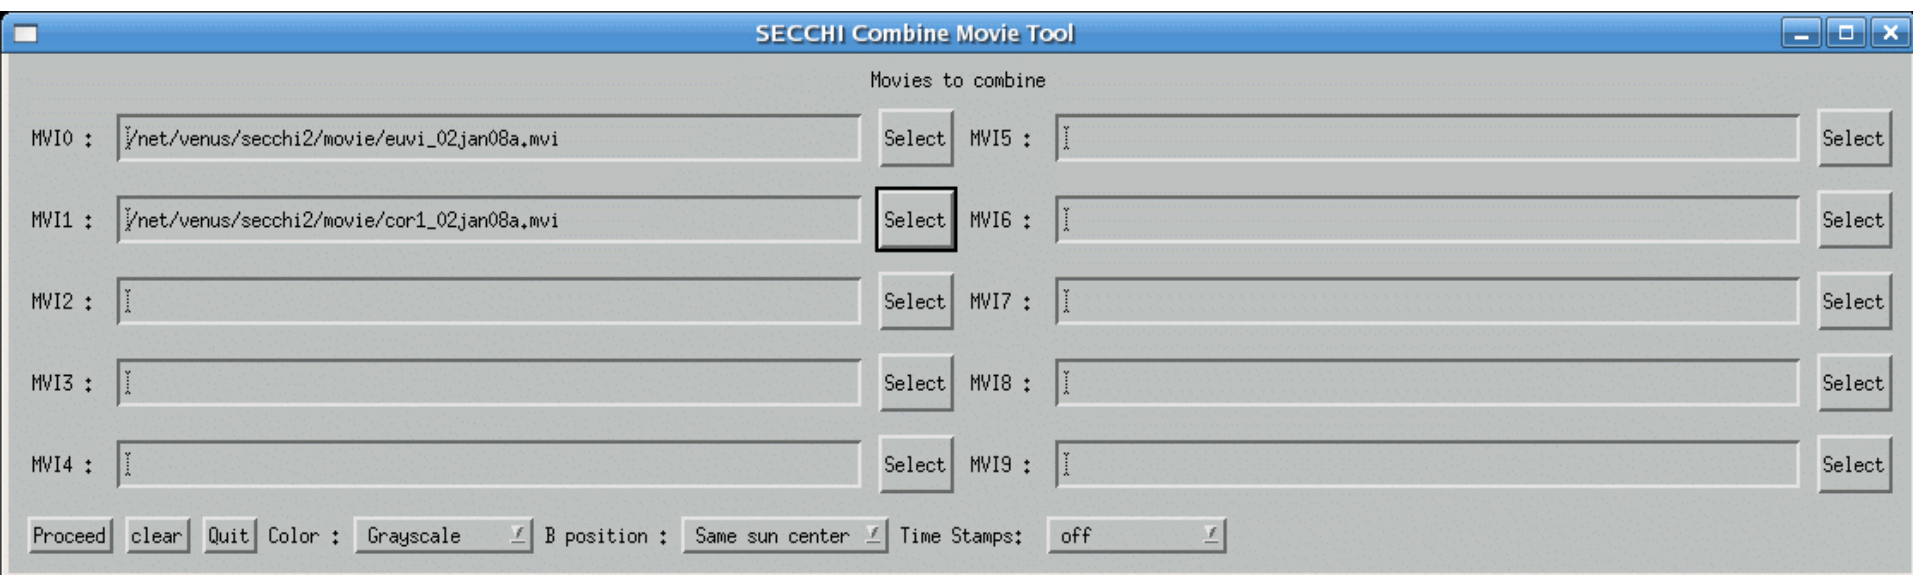 SECCHI Combine Movie Tool
Movies to combine
MVI0 : /net/venus/secchi2/movie/euvi_02jan08a.mvi Select MVI5 : Select
MVI1 : /net/venus/secchi2/movie/cor1_02jan08a.mvi Select MVI6 : Select
MVI2 : Select MVI7 : Select
MVI3 : Select MVI8 : Select
MVI4 : Select MVI9 : Select
Proceed clear Quit Color : Grayscale B position : Same sun center Time Stamps: off